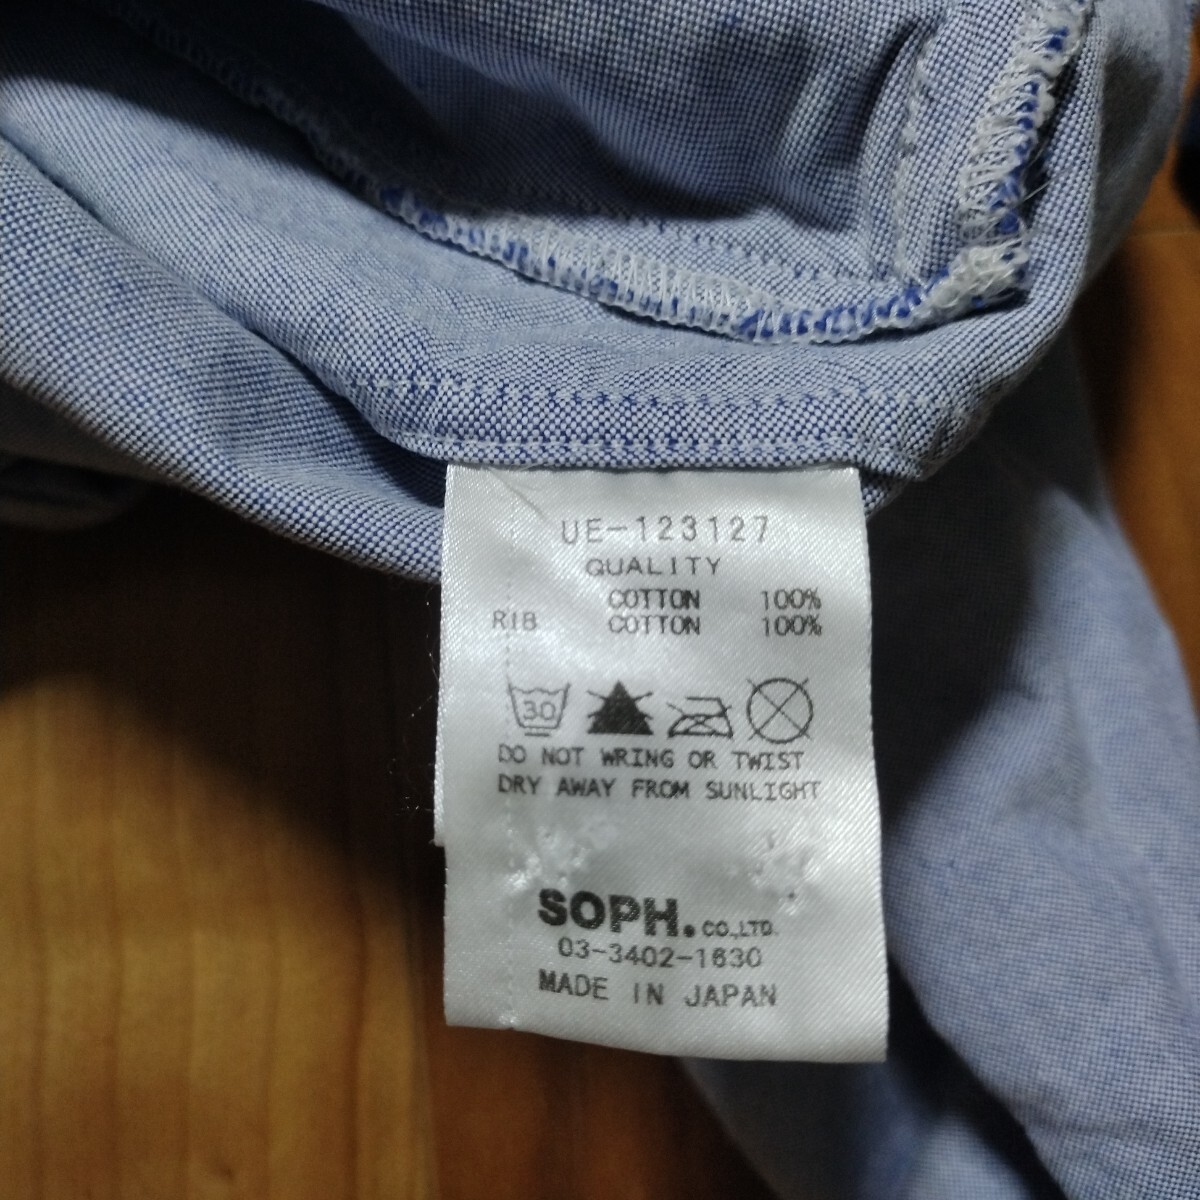 UE-123127
QUALITY
COTTON 100%
RIB COTTON 100%
30
DO NOT WRING OR TWIST
DRY AWAY FROM SUNLIGHT
SOPH. CO.,LTD.
03-3402-1630
MADE IN JAPAN